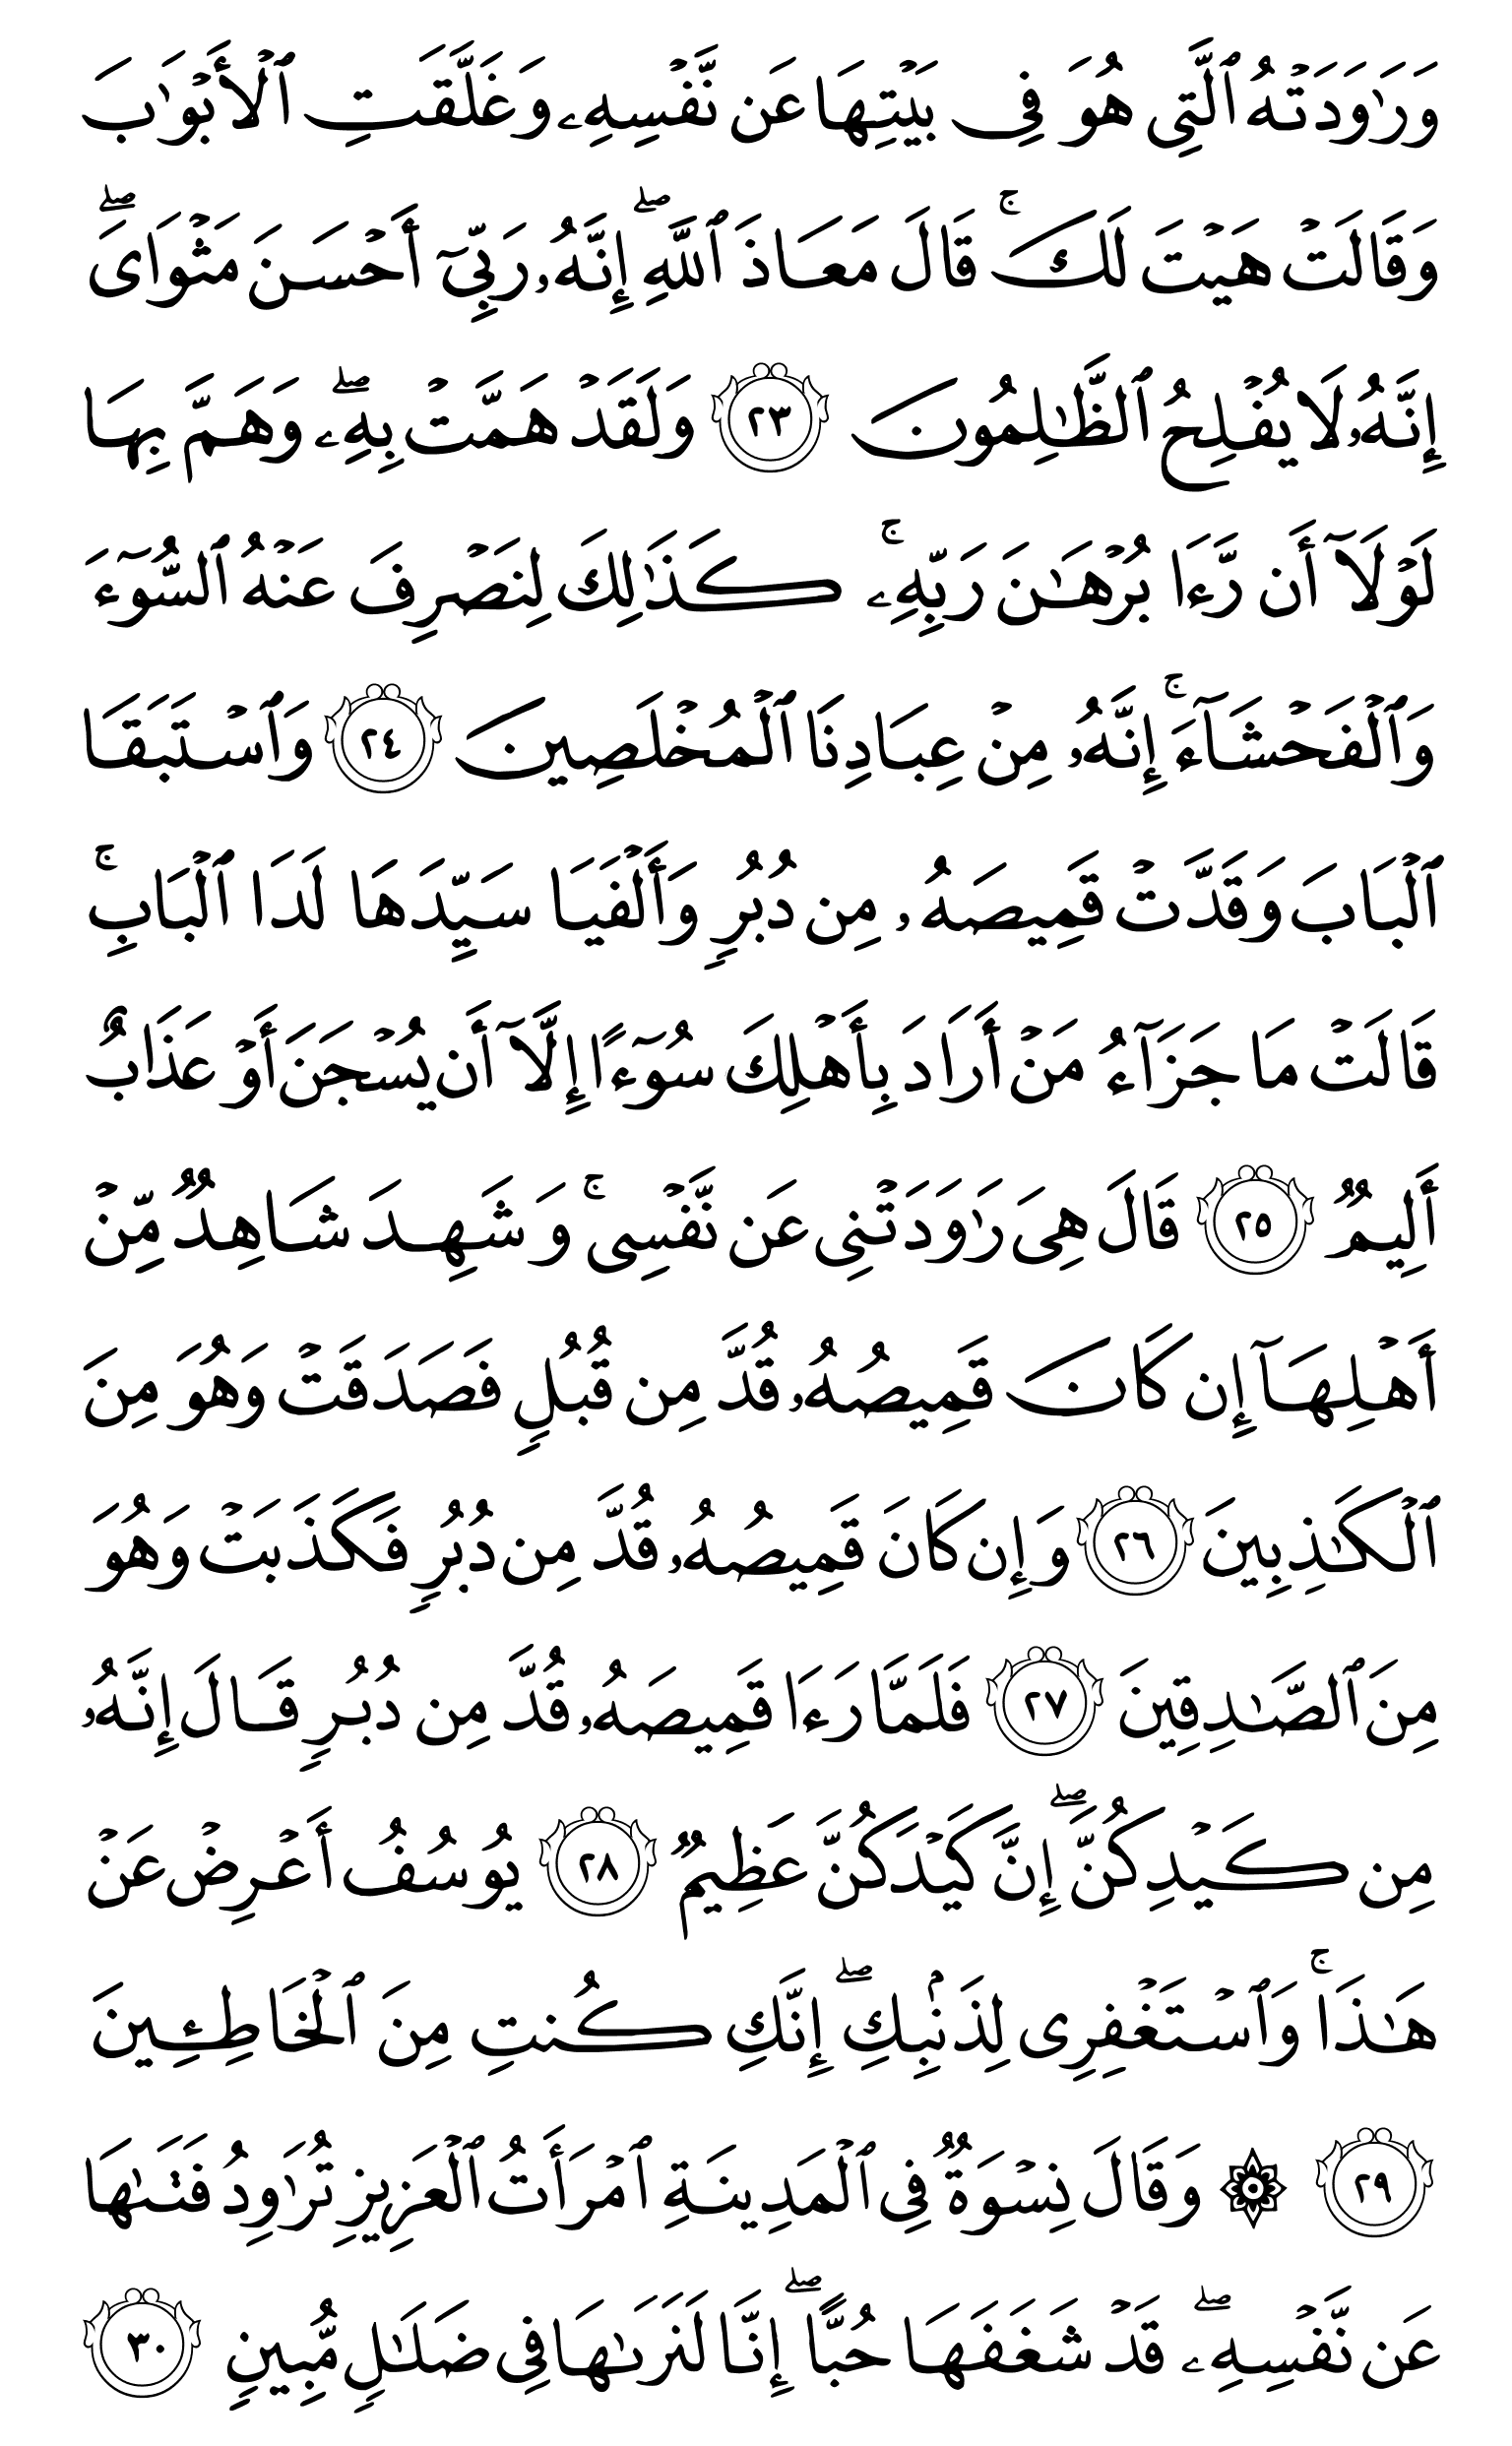 وَرَٰوَدَتْهُ ٱلَّتِى هُوَ فِى بَيْتِهَا عَن نَّفْسِهِۦ وَغَلَّقَتِ ٱلْأَبْوَٰبَ
وَقَالَتْ هَيْتَ لَكَ ۚ قَالَ مَعَاذَ ٱللَّهِ ۖ إِنَّهُۥ رَبِّىٓ أَحْسَنَ مَثْوَاىَ ۖ
إِنَّهُۥ لَا يُفْلِحُ ٱلظَّٰلِمُونَ ٢٣ وَلَقَدْ هَمَّتْ بِهِۦ ۖ وَهَمَّ بِهَا
لَوْلَآ أَن رَّءَا بُرْهَٰنَ رَبِّهِۦ ۚ كَذَٰلِكَ لِنَصْرِفَ عَنْهُ ٱلسُّوٓءَ
وَٱلْفَحْشَآءَ ۚ إِنَّهُۥ مِنْ عِبَادِنَا ٱلْمُخْلَصِينَ ٢٤ وَٱسْتَبَقَا
ٱلْبَابَ وَقَدَّتْ قَمِيصَهُۥ مِن دُبُرٍ وَأَلْفَيَا سَيِّدَهَا لَدَا ٱلْبَابِ ۚ
قَالَتْ مَا جَزَآءُ مَنْ أَرَادَ بِأَهْلِكَ سُوٓءًا إِلَّآ أَن يُسْجَنَ أَوْ عَذَابٌ
أَلِيمٌ ٢٥ قَالَ هِىَ رَٰوَدَتْنِى عَن نَّفْسِى ۚ وَشَهِدَ شَاهِدٌ مِّنْ
أَهْلِهَآ إِن كَانَ قَمِيصُهُۥ قُدَّ مِن قُبُلٍ فَصَدَقَتْ وَهُوَ مِنَ
ٱلْكَٰذِبِينَ ٢٦ وَإِن كَانَ قَمِيصُهُۥ قُدَّ مِن دُبُرٍ فَكَذَبَتْ وَهُوَ
مِنَ ٱلصَّٰدِقِينَ ٢٧ فَلَمَّا رَءَا قَمِيصَهُۥ قُدَّ مِن دُبُرٍ قَالَ إِنَّهُۥ
مِن كَيْدِكُنَّ ۖ إِنَّ كَيْدَكُنَّ عَظِيمٌ ٢٨ يُوسُفُ أَعْرِضْ عَنْ
هَٰذَا ۚ وَٱسْتَغْفِرِى لِذَنۢبِكِ ۖ إِنَّكِ كُنتِ مِنَ ٱلْخَاطِـِٔينَ
٢٩ ۞ وَقَالَ نِسْوَةٌ فِى ٱلْمَدِينَةِ ٱمْرَأَتُ ٱلْعَزِيزِ تُرَٰوِدُ فَتَىٰهَا
عَن نَّفْسِهِۦ ۖ قَدْ شَغَفَهَا حُبًّا ۖ إِنَّا لَنَرَىٰهَا فِى ضَلَٰلٍ مُّبِينٍ ٣٠